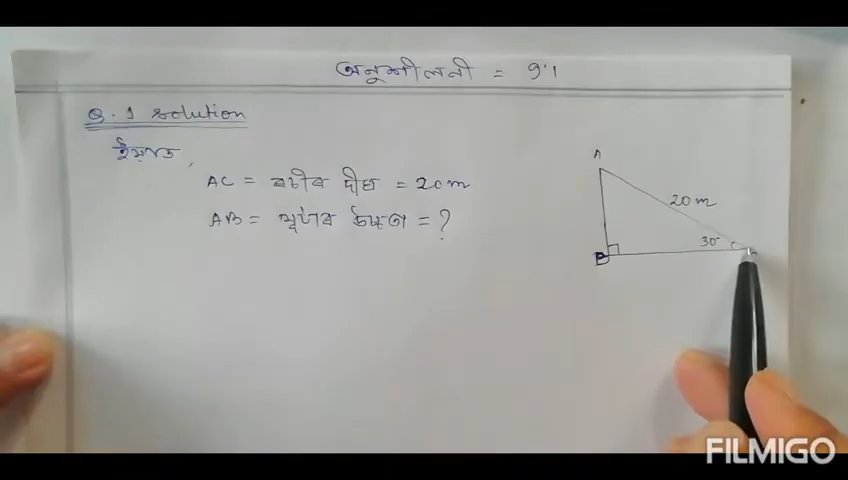 অনুশীলনী = 9.1
Q. 1 Solution
ইয়াত,
AC = ৰচীৰ দীঘ = 20m
AB = খুটাৰ উচ্চতা = ?
A
20 m
30°
B
FILMIGO